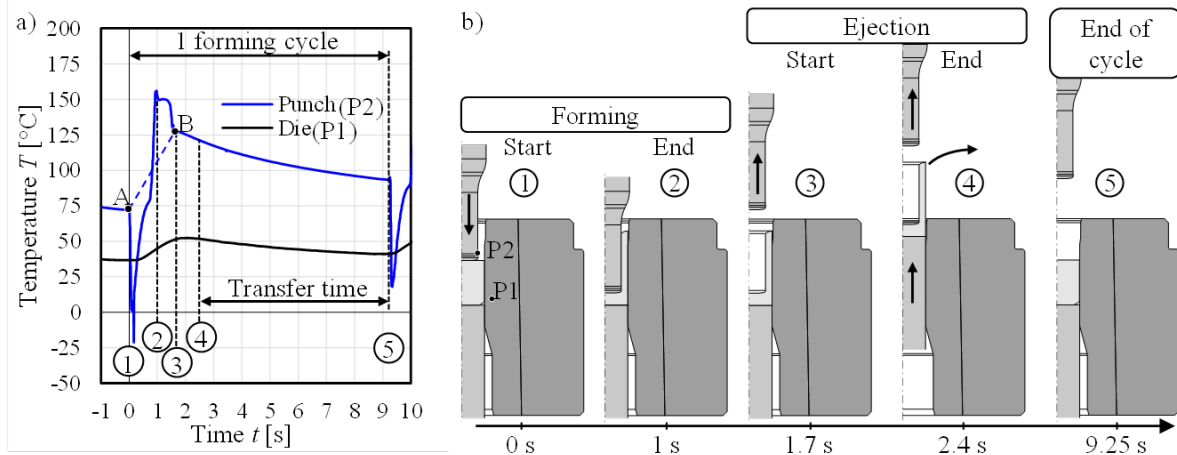 a)
200
175
150
125
100
75
50
25
0
-25
-50
Temperature T [°C]
1 forming cycle
Punch(P2)
Die(P1)
A
B
Transfer time
1
2
3
4
5
-1 0 1 2 3 4 5 6 7 8 9 10
Time t [s]
b)
Forming
Start
End
Ejection
Start
End
End of
cycle
1
2
3
4
5
P2
P1
0 s
1 s
1.7 s
2.4 s
9.25 s